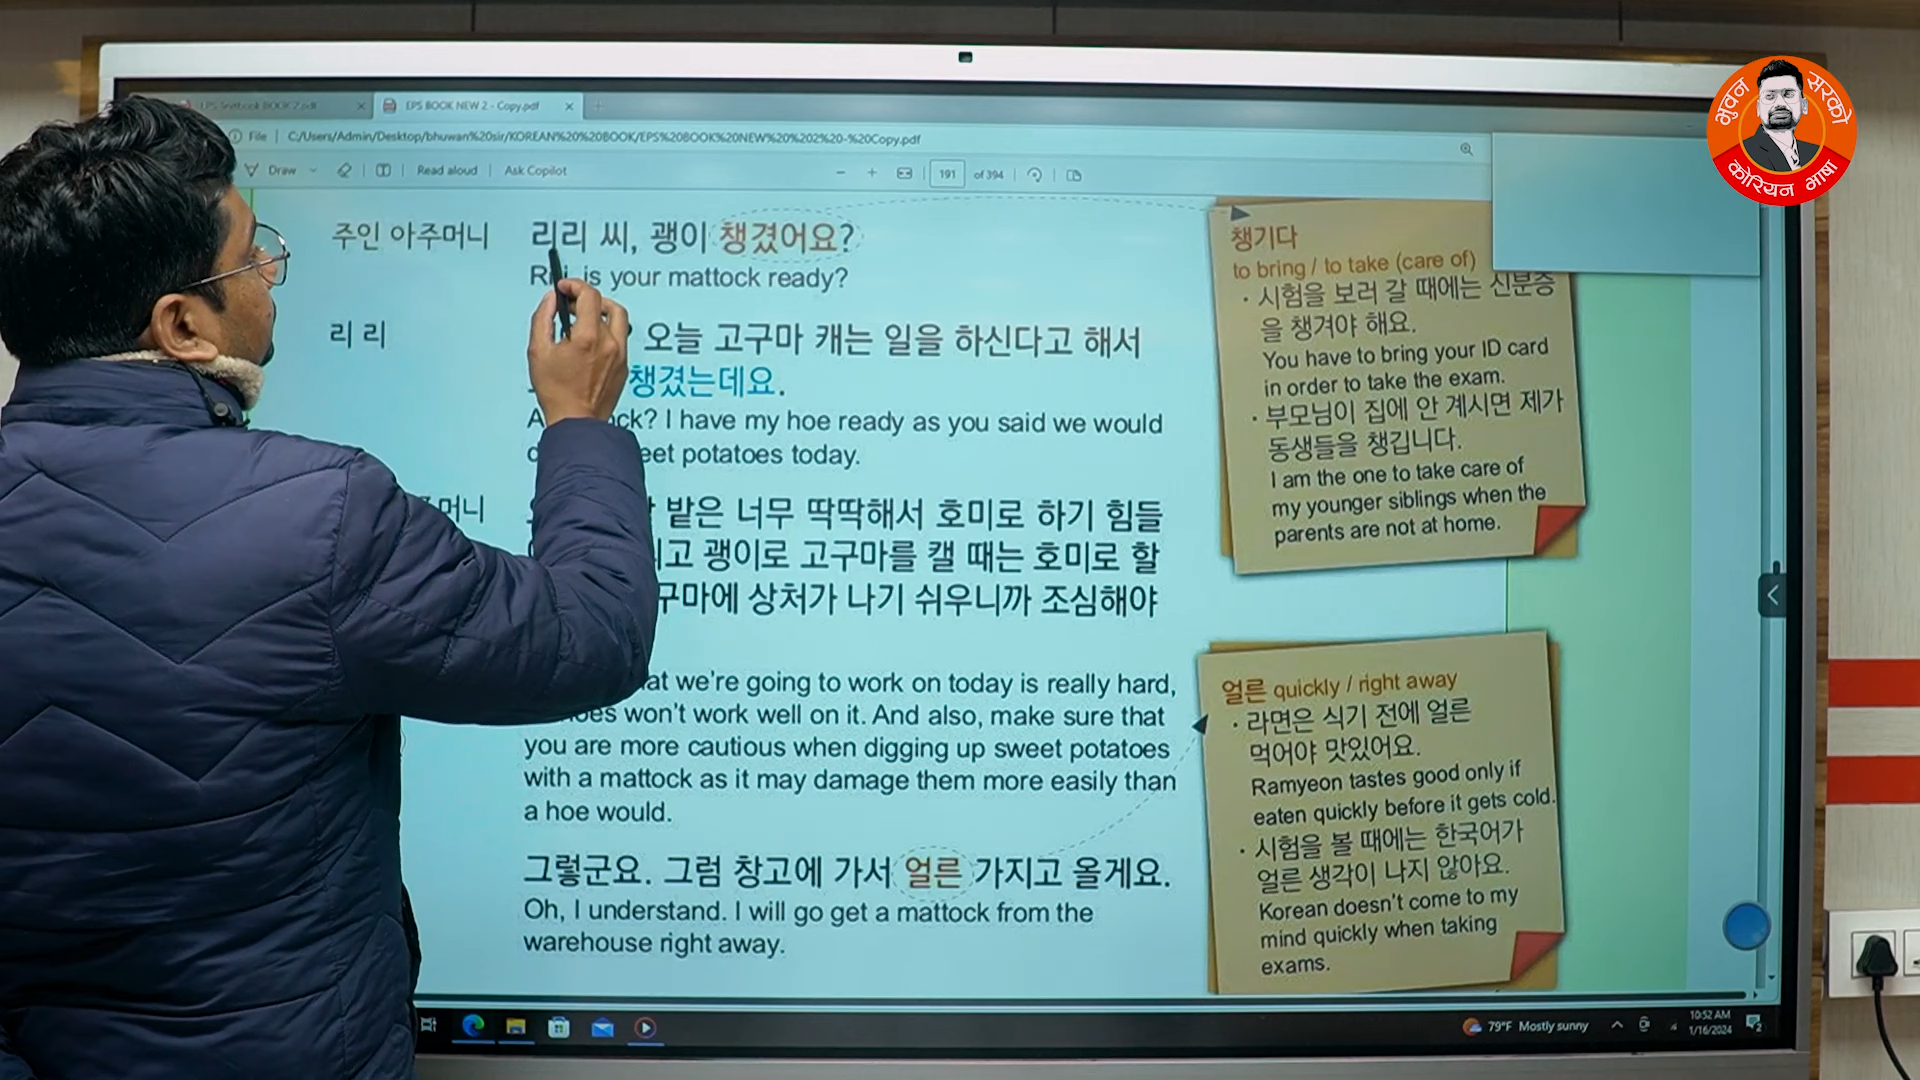 EPS Textbook BOOK 2.pdf
EPS BOOK NEW 2 - Copy.pdf
File
C:/Users/Admin/Desktop/bhuwan%20sir/KOREAN%20%20BOOK/EPS%20BOOK%20NEW%20%202%20-%20Copy.pdf
Draw
Read aloud
Ask Copilot
191 of 394
भुवन सरको
कोरियन भाषा
주인 아주머니
리리 씨, 괭이 챙겼어요?
is your mattock ready?
리 리
오늘 고구마 캐는 일을 하신다고 해서
챙겼는데요.
I have my hoe ready as you said we would
potatoes today.
밭은 너무 딱딱해서 호미로 하기 힘들
괭이로 고구마를 캘 때는 호미로 할
상처가 나기 쉬우니까 조심해야
we're going to work on today is really hard,
won't work well on it. And also, make sure that
you are more cautious when digging up sweet potatoes
with a mattock as it may damage them more easily than
a hoe would.
그렇군요. 그럼 창고에 가서 얼른 가지고 올게요.
Oh, I understand. I will go get a mattock from the
warehouse right away.
챙기다
to bring / to take (care of)
· 시험을 보러 갈 때에는 신분증
을 챙겨야 해요.
You have to bring your ID card
in order to take the exam.
· 부모님이 집에 안 계시면 제가
동생들을 챙깁니다.
I am the one to take care of
my younger siblings when the
parents are not at home.
얼른 quickly / right away
· 라면은 식기 전에 얼른
먹어야 맛있어요.
Ramyeon tastes good only if
eaten quickly before it gets cold.
· 시험을 볼 때에는 한국어가
얼른 생각이 나지 않아요.
Korean doesn't come to my
mind quickly when taking
exams.
79°F Mostly sunny
10:52 AM
1/16/2024